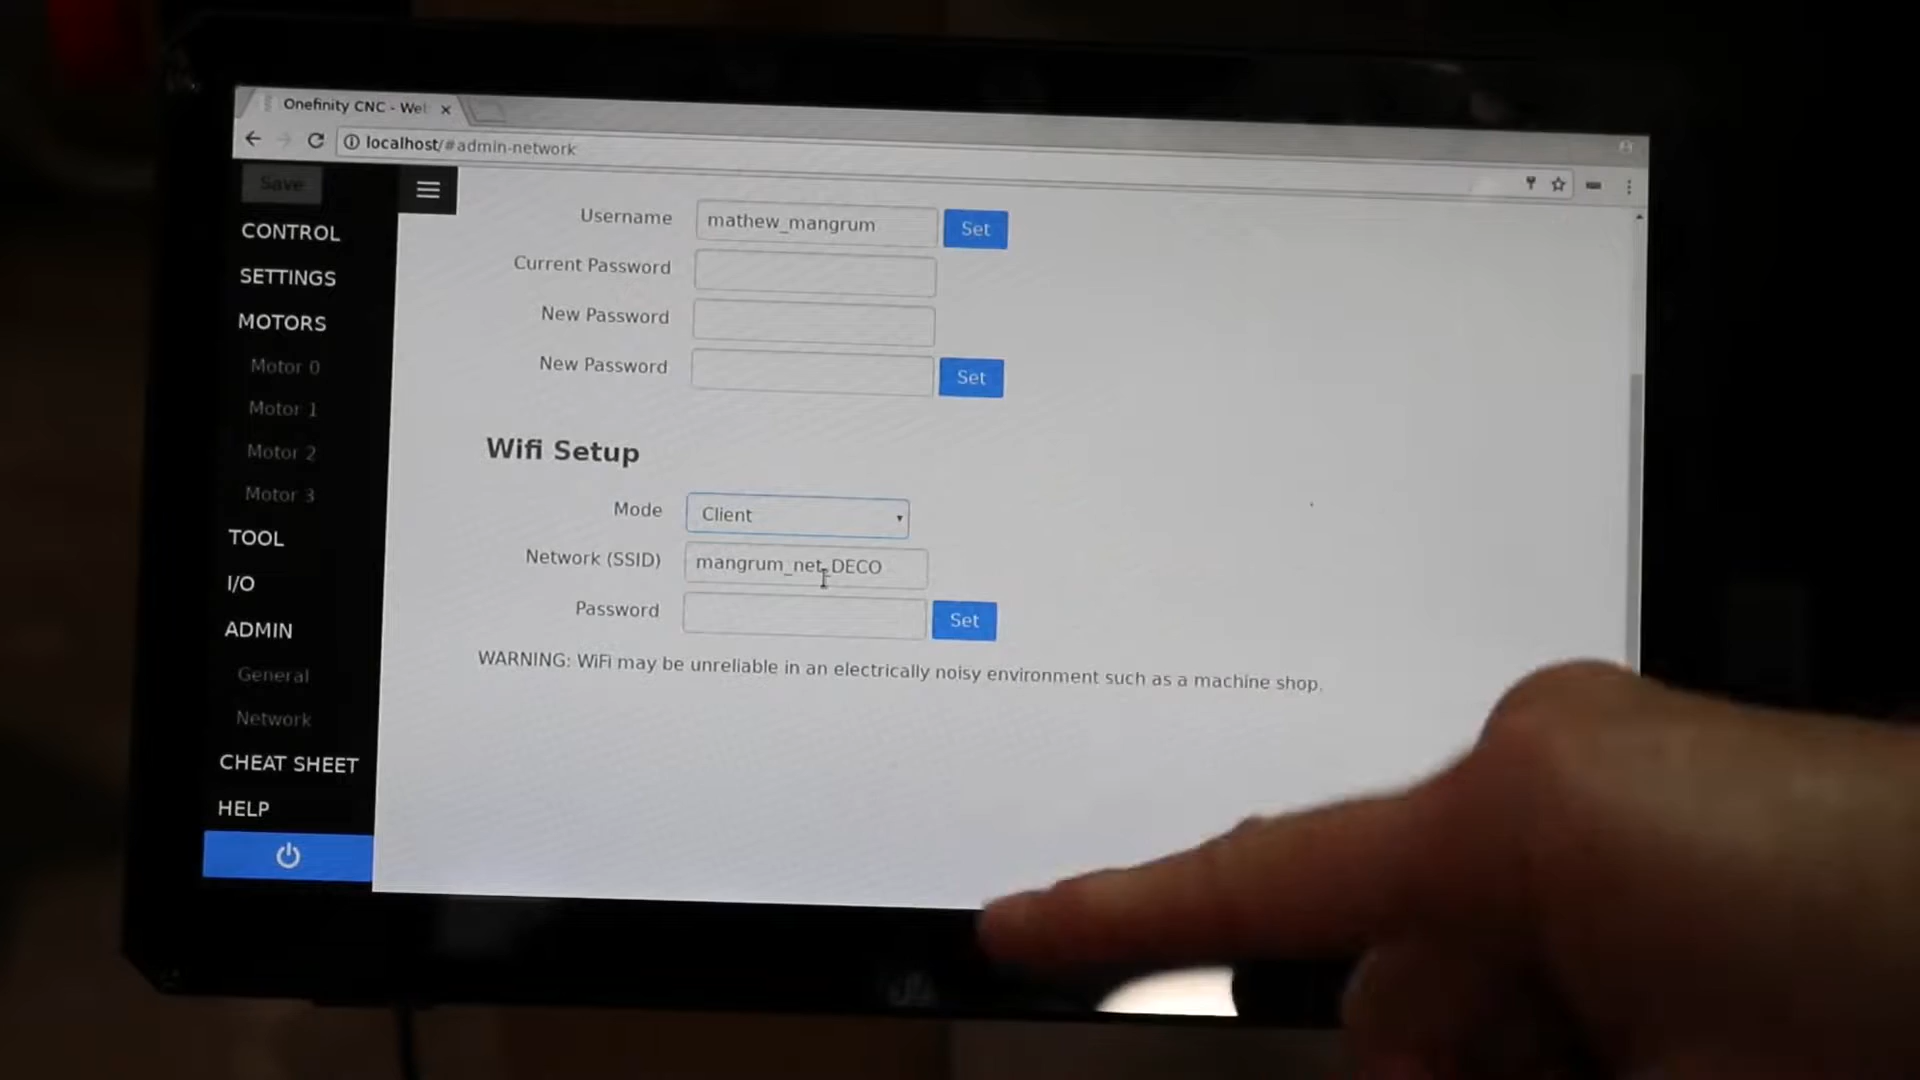 Onefinity CNC - Wel
localhost/#admin-network
Save
CONTROL
SETTINGS
MOTORS
Motor 0
Motor 1
Motor 2
Motor 3
TOOL
I/O
ADMIN
General
Network
CHEAT SHEET
HELP
Username mathew_mangrum Set
Current Password
New Password
New Password Set
Wifi Setup
Mode Client
Network (SSID) mangrum_net_DECO
Password Set
WARNING: WiFi may be unreliable in an electrically noisy environment such as a machine shop.